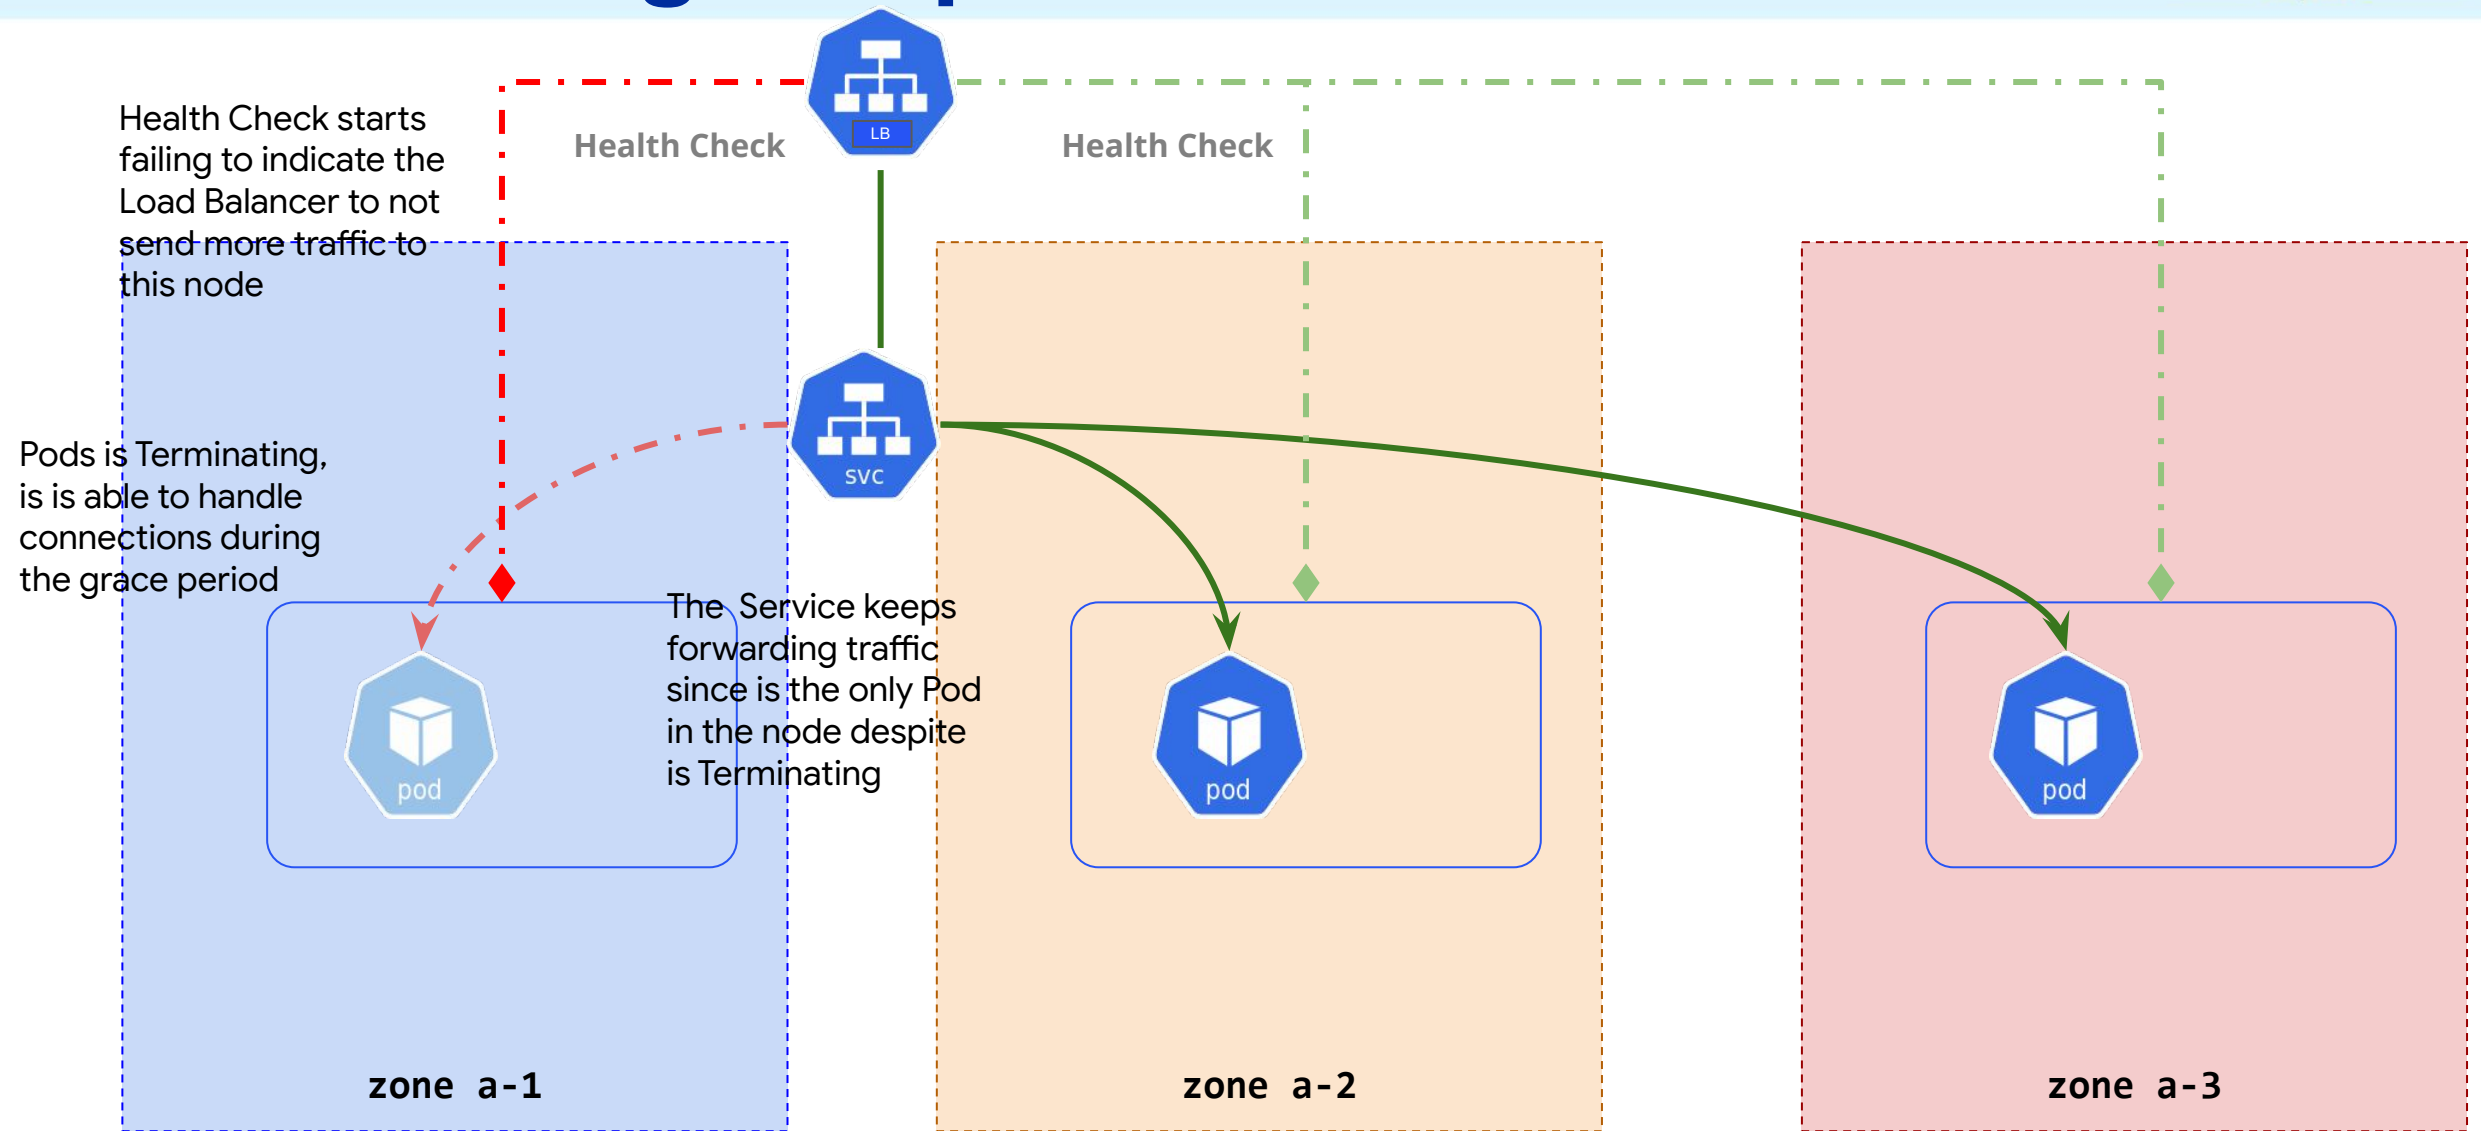 LB
Health Check starts
failing to indicate the
Load Balancer to not
send more traffic to
this node
Health Check
Health Check
svc
Pods is Terminating,
is is able to handle
connections during
the grace period
The Service keeps
forwarding traffic
since is the only Pod
in the node despite
is Terminating
pod
pod
pod
zone a-1
zone a-2
zone a-3